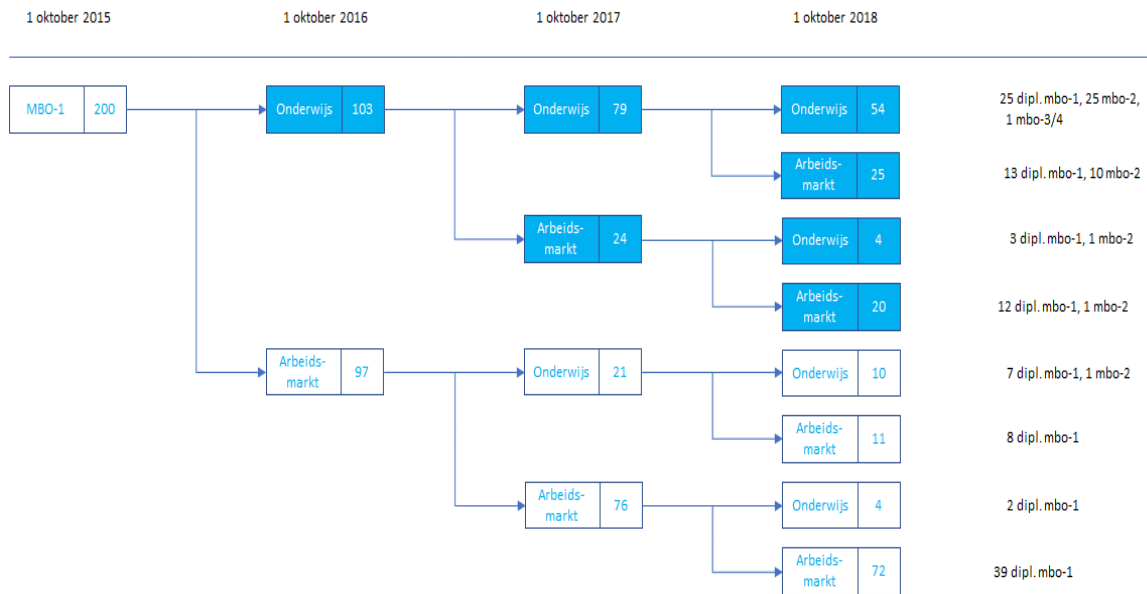 1 oktober 2015 1 oktober 2016 1 oktober 2017 1 oktober 2018
MBO-1 200 Onderwijs 103 Onderwijs 79 Onderwijs 54 25 dipl. mbo-1, 25 mbo-2,
1 mbo-3/4
Arbeids-
markt 25 13 dipl. mbo-1, 10 mbo-2
Arbeids-
markt 24 Onderwijs 4 3 dipl. mbo-1, 1 mbo-2
Arbeids-
markt 20 12 dipl. mbo-1, 1 mbo-2
Arbeids-
markt 97 Onderwijs 21 Onderwijs 10 7 dipl. mbo-1, 1 mbo-2
Arbeids-
markt 11 8 dipl. mbo-1
Arbeids-
markt 76 Onderwijs 4 2 dipl. mbo-1
Arbeids-
markt 72 39 dipl. mbo-1